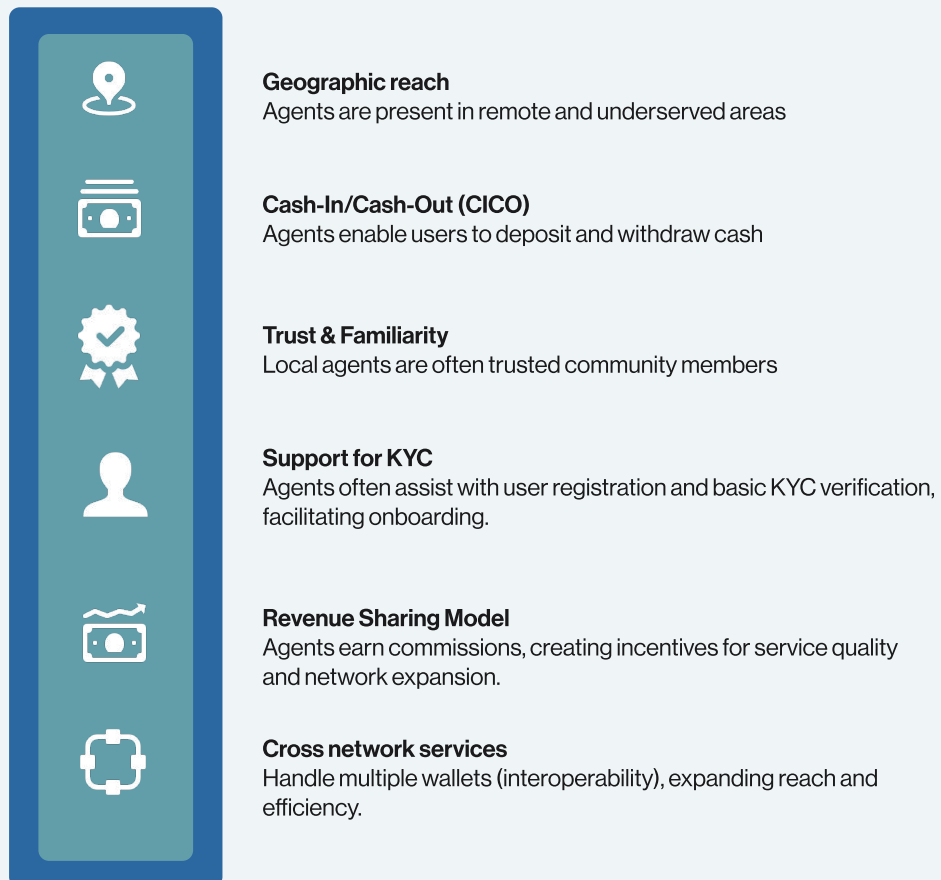 Geographic reach
Agents are present in remote and underserved areas
Cash-In/Cash-Out (CICO)
Agents enable users to deposit and withdraw cash
Trust & Familiarity
Local agents are often trusted community members
Support for KYC
Agents often assist with user registration and basic KYC verification,
facilitating onboarding.
Revenue Sharing Model
Agents earn commissions, creating incentives for service quality
and network expansion.
Cross network services
Handle multiple wallets (interoperability), expanding reach and
efficiency.